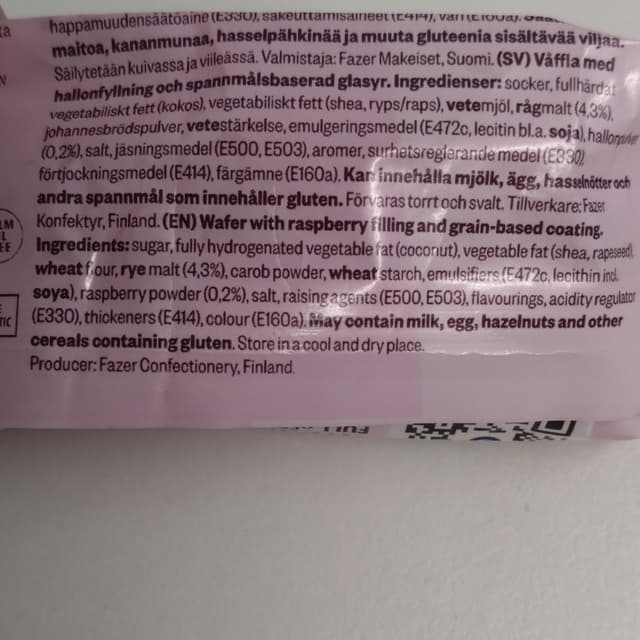 happamuudensäätöaine (E330), sakeuttamisaineet (E414), väri (E160a).
maitoa, kananmunaa, hasselpähkinää ja muuta gluteenia sisältävää viljaa.
Säilytetään kuivassa ja viileässä. Valmistaja: Fazer Makeiset, Suomi. (SV) Våffla med
hallonfyllning och spannmålsbaserad glasyr. Ingredienser: socker, fullhärdat
vegetabiliskt fett (kokos), vegetabiliskt fett (shea, ryps/raps), vetemjöl, rågmalt (4,3%),
johannesbrödspulver, vetestärkelse, emulgeringsmedel (E472c, lecitin bl.a. soja), hallonpulver
(0,2%), salt, jäsningsmedel (E500, E503), aromer, surhetsreglerande medel (E330),
förtjockningsmedel (E414), färgämne (E160a). Kan innehålla mjölk, ägg, hasselnötter och
andra spannmål som innehåller gluten. Förvaras torrt och svalt. Tillverkare: Fazer
Konfektyr, Finland. (EN) Wafer with raspberry filling and grain-based coating.
Ingredients: sugar, fully hydrogenated vegetable fat (coconut), vegetable fat (shea, rapeseed),
wheat flour, rye malt (4,3%), carob powder, wheat starch, emulsifiers (E472c, lecithin incl.
soya), raspberry powder (0,2%), salt, raising agents (E500, E503), flavourings, acidity regulator
(E330), thickeners (E414), colour (E160a). May contain milk, egg, hazelnuts and other
cereals containing gluten. Store in a cool and dry place.
Producer: Fazer Confectionery, Finland.